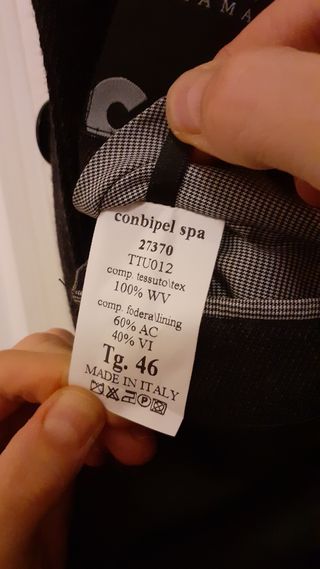 AMA
conbipel spa
27370
TTU012
comp. tessuto\tex
100% WV
comp. fodera\lining
60% AC
40% VI
Tg. 46
MADE IN ITALY
P